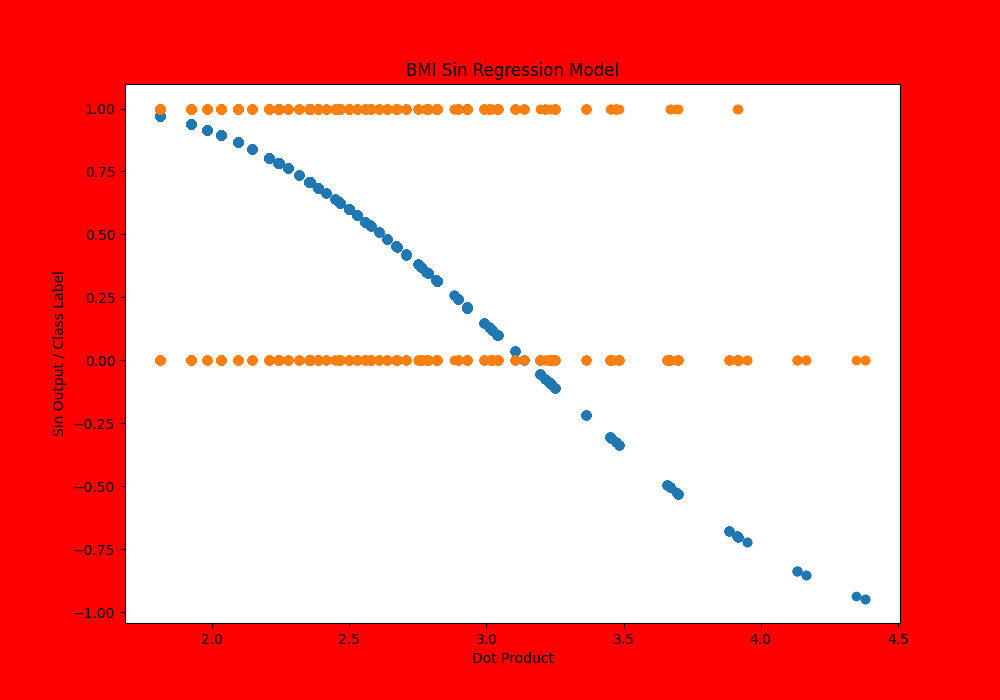 BMI Sin Regression Model
1.00
0.75
0.50
0.25
0.00
−0.25
−0.50
−0.75
−1.00
Sin Output / Class Label
2.0 2.5 3.0 3.5 4.0 4.5
Dot Product